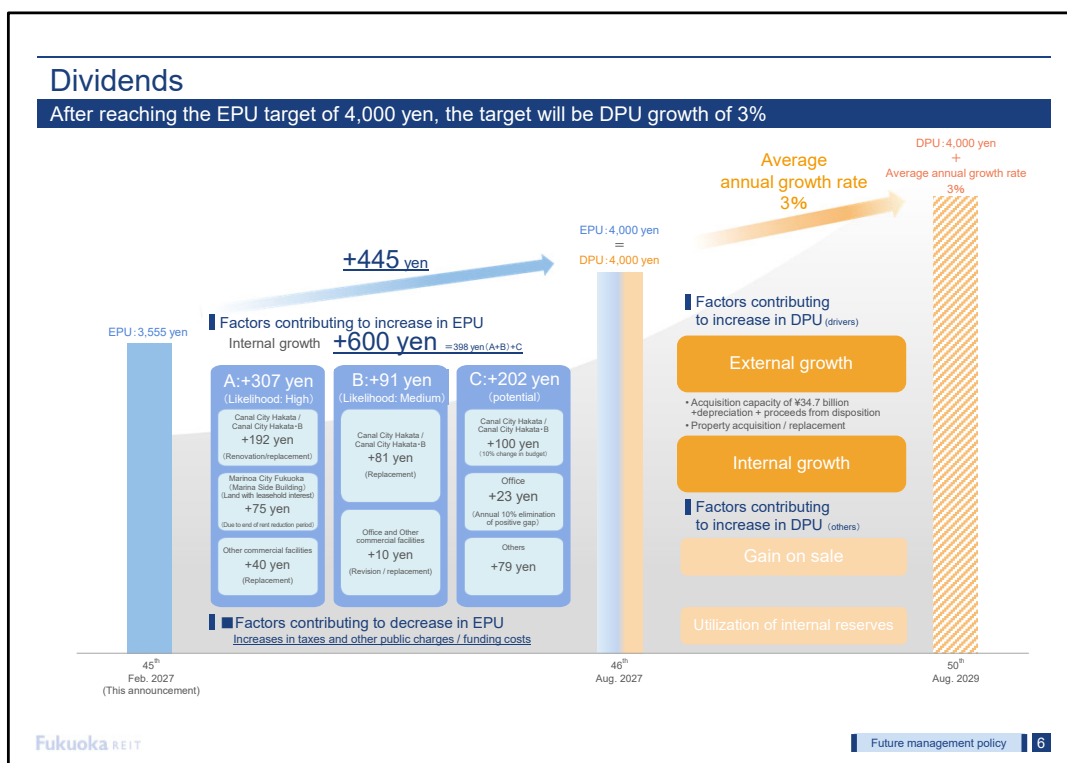 Dividends
After reaching the EPU target of 4,000 yen, the target will be DPU growth of 3%
DPU:4,000 yen
+
Average annual growth rate
3%
Average
annual growth rate
3%
EPU:4,000 yen
=
DPU:4,000 yen
+445 yen
EPU:3,555 yen
Factors contributing to increase in EPU
Internal growth +600 yen =398 yen(A+B)+C
A:+307 yen
(Likelihood: High)
Canal City Hakata /
Canal City Hakata・B
+192 yen
(Renovation/replacement)
Marinoa City Fukuoka
(Marina Side Building)
(Land with leasehold interest)
+75 yen
(Due to end of rent reduction period)
Other commercial facilities
+40 yen
(Replacement)
B:+91 yen
(Likelihood: Medium)
Canal City Hakata /
Canal City Hakata・B
+81 yen
(Replacement)
Office and Other
commercial facilities
+10 yen
(Revision / replacement)
C:+202 yen
(potential)
Canal City Hakata /
Canal City Hakata・B
+100 yen
(10% change in budget)
Office
+23 yen
(Annual 10% elimination
of positive gap)
Others
+79 yen
■Factors contributing to decrease in EPU
Increases in taxes and other public charges / funding costs
Factors contributing
to increase in DPU (drivers)
External growth
• Acquisition capacity of ¥34.7 billion
+depreciation + proceeds from disposition
• Property acquisition / replacement
Internal growth
Factors contributing
to increase in DPU (others)
Gain on sale
Utilization of internal reserves
45th
Feb. 2027
(This announcement)
46th
Aug. 2027
50th
Aug. 2029
Fukuoka REIT
Future management policy 6